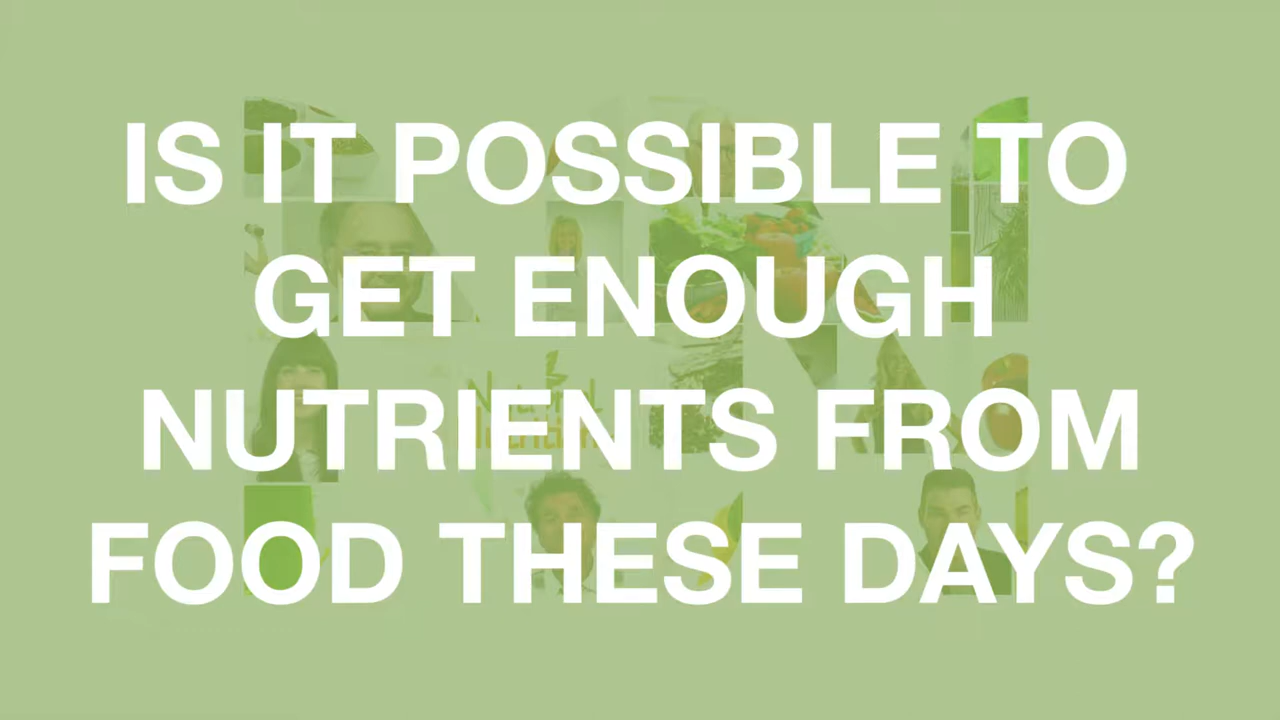 IS IT POSSIBLE TO
GET ENOUGH
NUTRIENTS FROM
FOOD THESE DAYS?